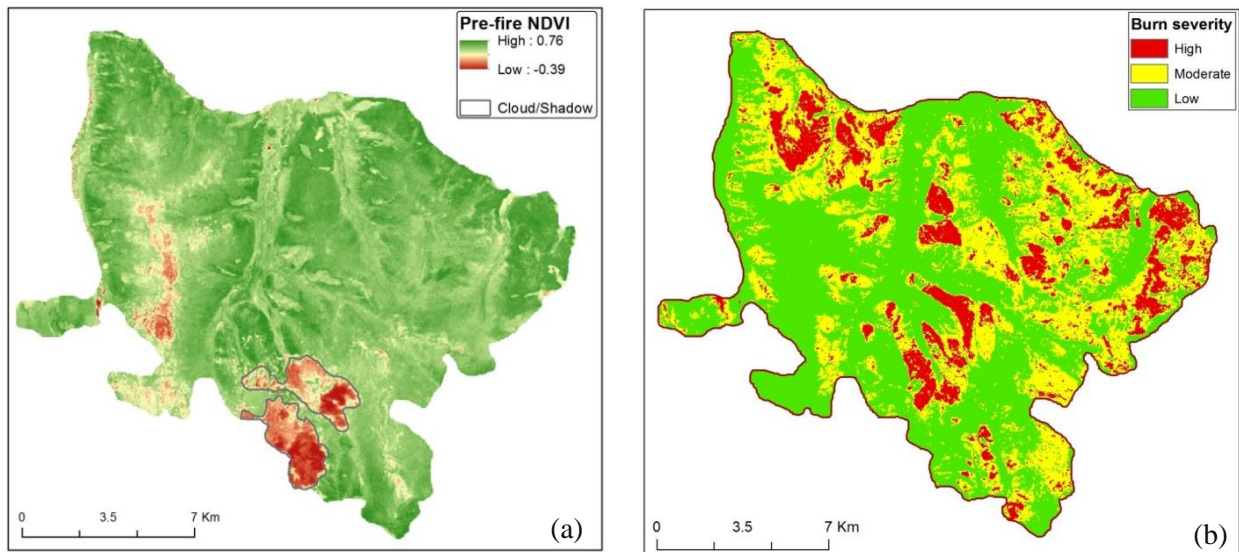 Pre-fire NDVI
High : 0.76
Low : -0.39
Cloud/Shadow
0 3.5 7 Km
(a)
Burn severity
High
Moderate
Low
0 3.5 7 Km
(b)